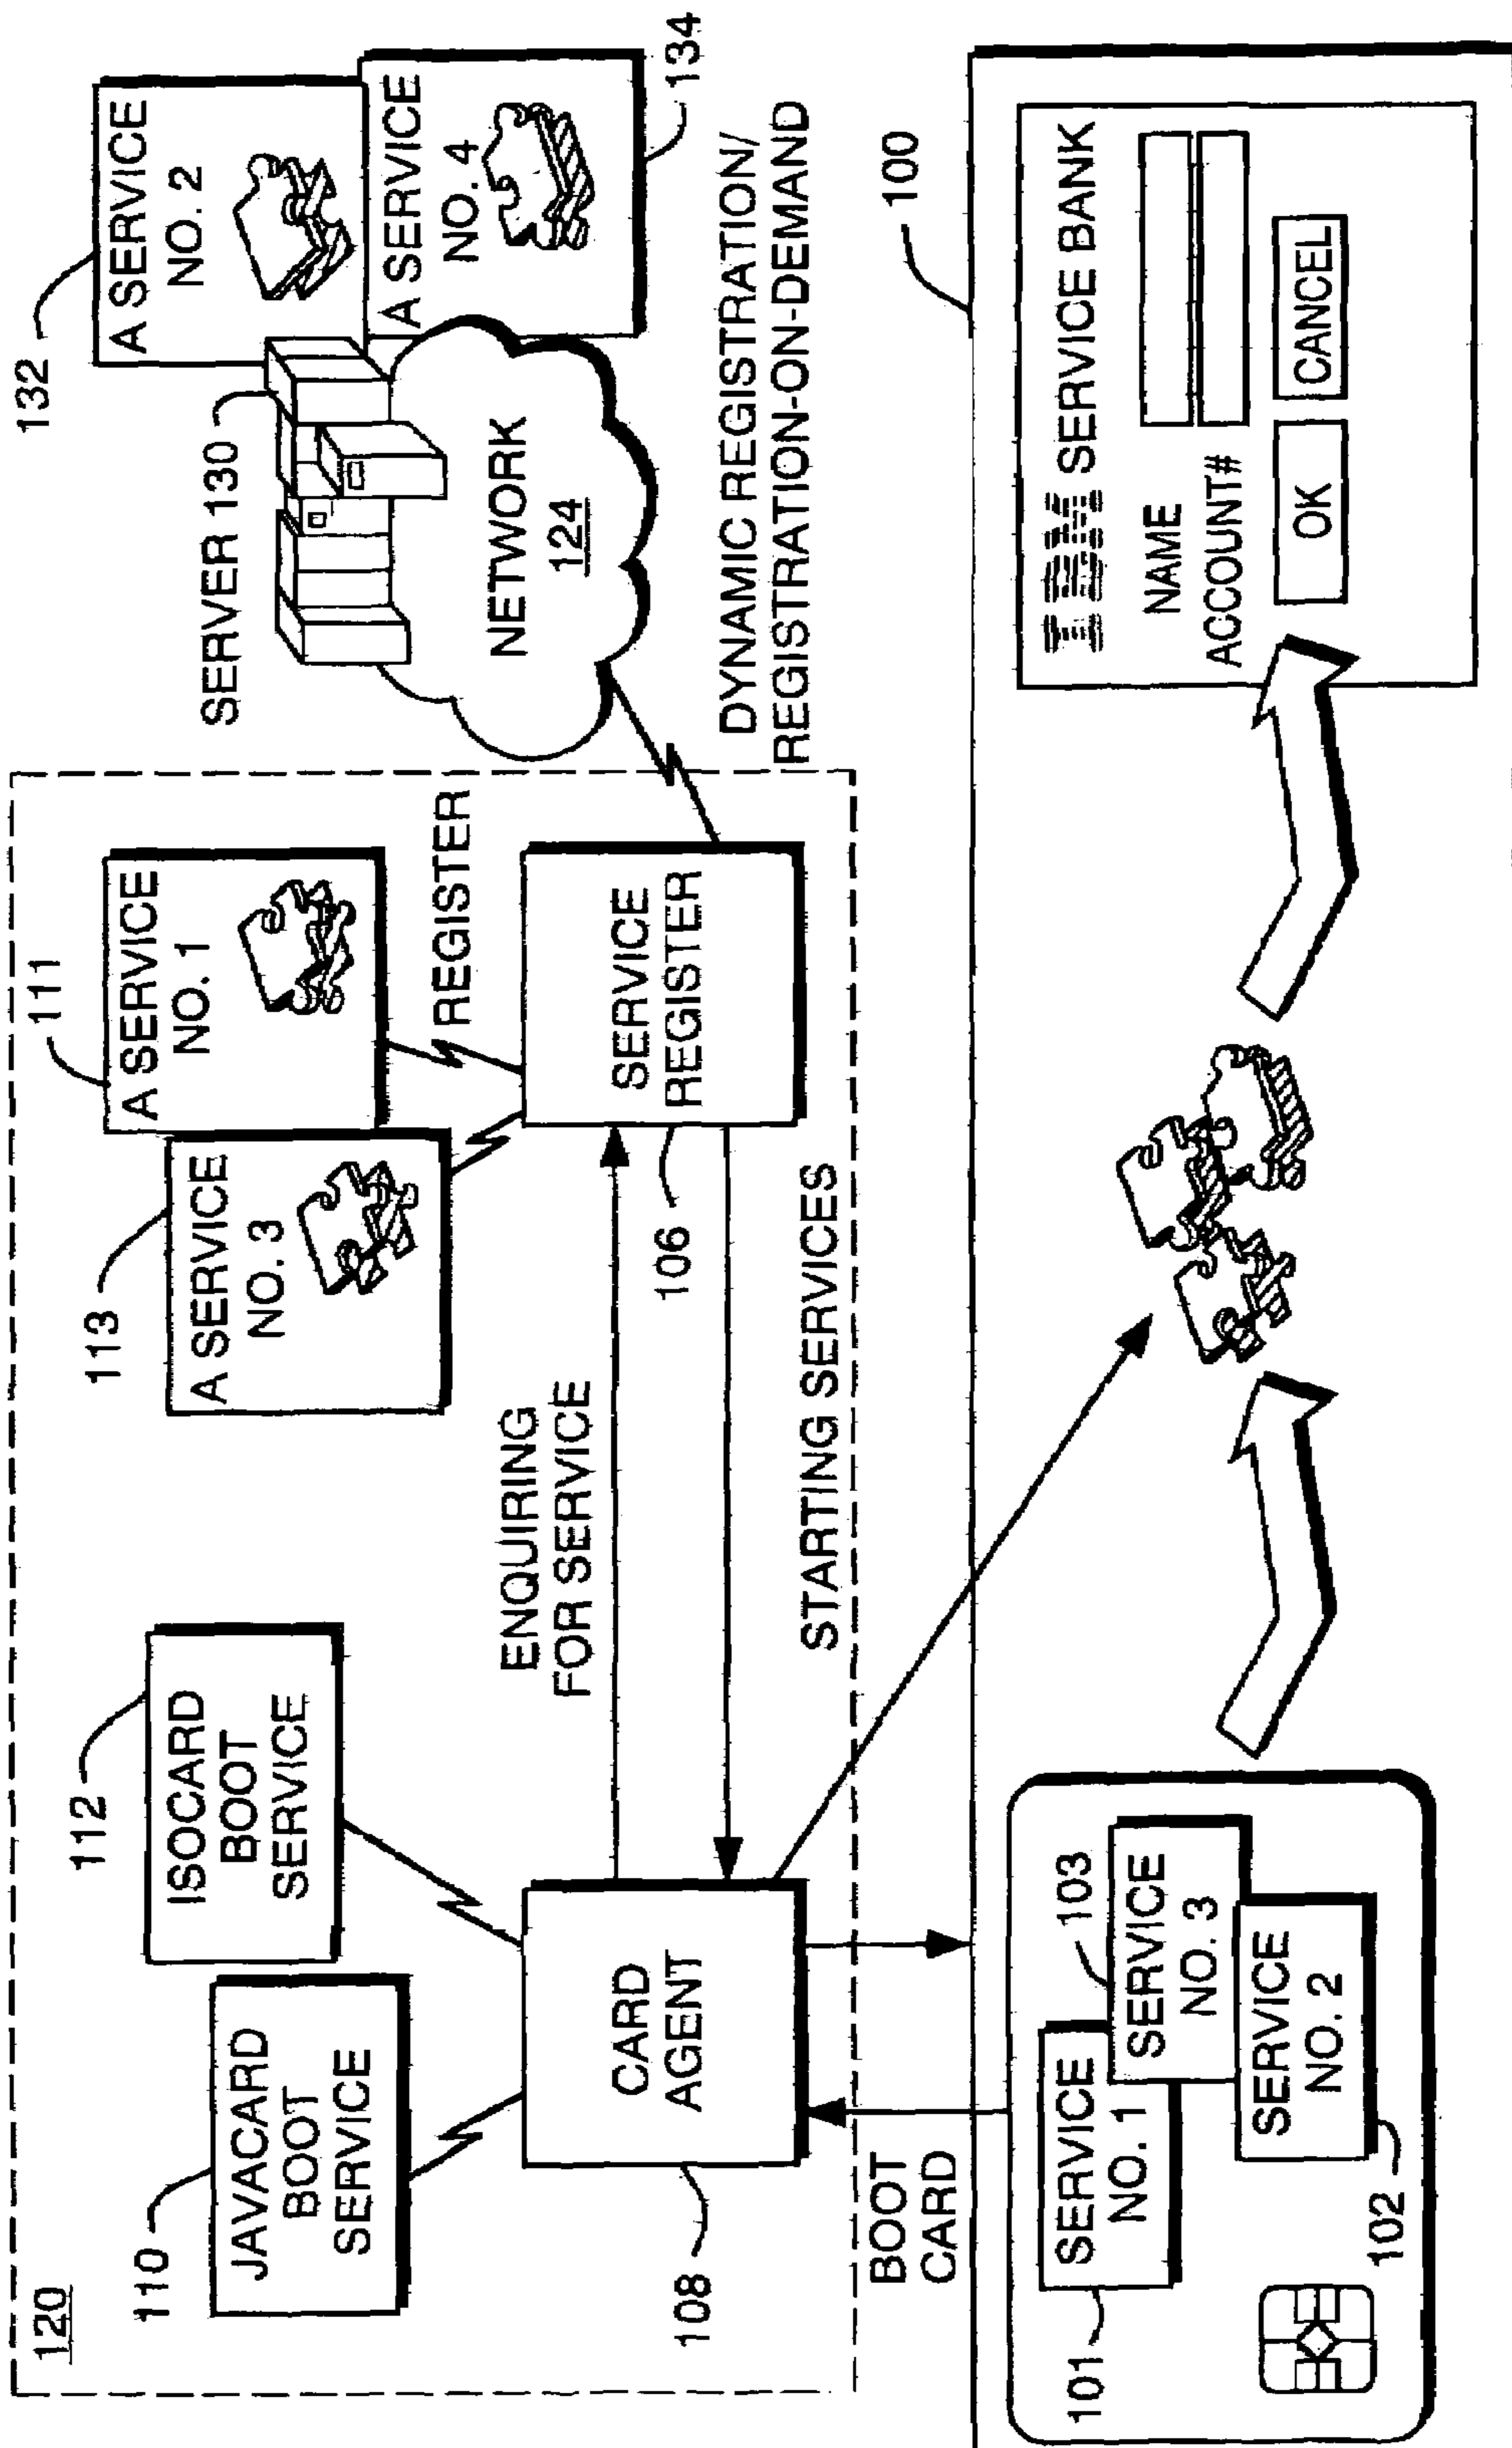 120
110
JAVACARD
BOOT
SERVICE
112
ISOCARD
BOOT
SERVICE
113
A SERVICE
NO. 3
111
A SERVICE
NO. 1
REGISTER
132
A SERVICE
NO. 2
A SERVICE
NO. 4
134
SERVER 130
NETWORK
124
CARD
AGENT
108
ENQUIRING
FOR SERVICE
SERVICE
REGISTER
106
STARTING SERVICES
DYNAMIC REGISTRATION/
REGISTRATION-ON-DEMAND
BOOT
CARD
100
101
SERVICE
NO. 1
103
SERVICE
NO. 3
SERVICE
NO. 2
102
IBM SERVICE BANK
NAME
ACCOUNT#
OK
CANCEL